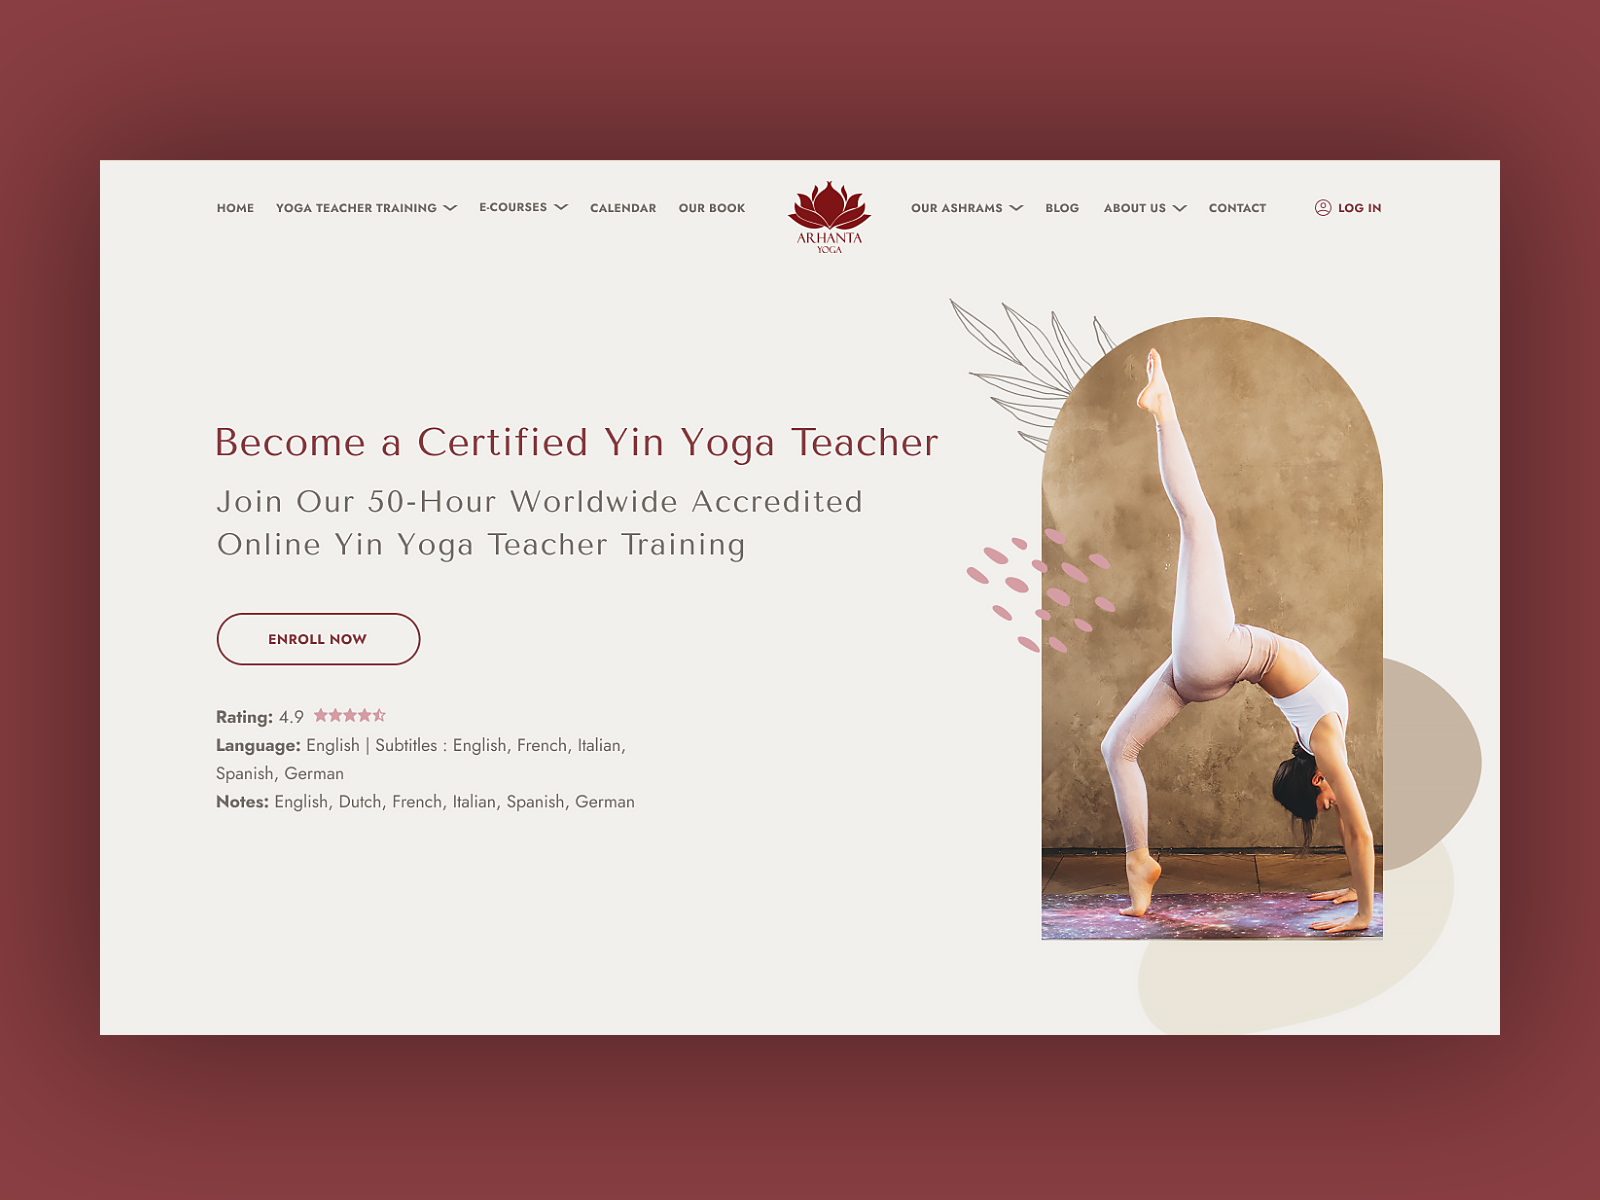 HOME YOGA TEACHER TRAINING E-COURSES CALENDAR OUR BOOK
ARHANTA
YOGA
OUR ASHRAMS BLOG ABOUT US CONTACT LOG IN
Become a Certified Yin Yoga Teacher
Join Our 50-Hour Worldwide Accredited
Online Yin Yoga Teacher Training
ENROLL NOW
Rating: 4.9
Language: English | Subtitles : English, French, Italian,
Spanish, German
Notes: English, Dutch, French, Italian, Spanish, German